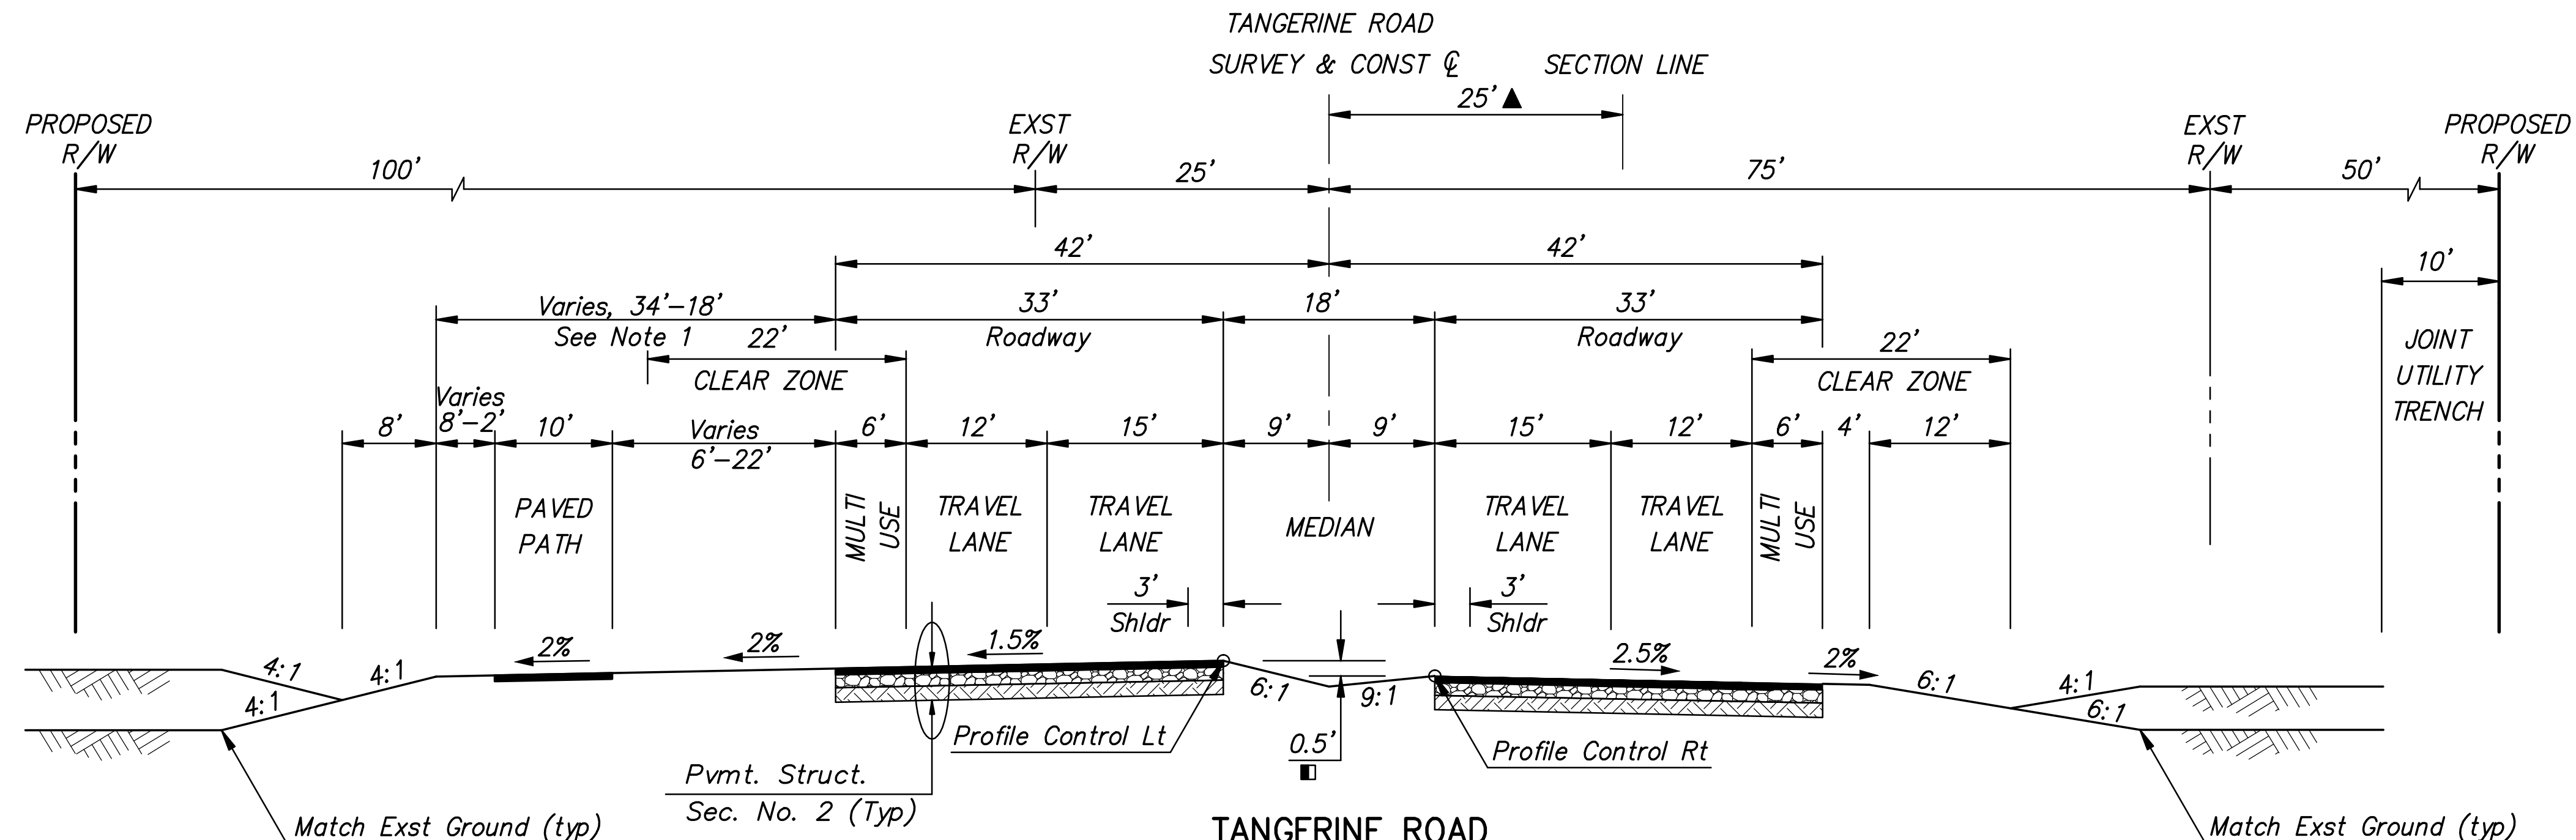 TANGERINE ROAD
SURVEY & CONST ℄
SECTION LINE
25' ▲
PROPOSED
R/W
EXST
R/W
EXST
R/W
PROPOSED
R/W
100'
25'
75'
50'
42'
42'
10'
Varies, 34'-18'
See Note 1
33'
Roadway
18'
33'
Roadway
22'
CLEAR ZONE
22'
CLEAR ZONE
JOINT
UTILITY
TRENCH
8'
Varies
8'-2'
10'
Varies
6'-22'
6'
12'
15'
9'
9'
15'
12'
6'
4'
12'
PAVED
PATH
MULTI
USE
TRAVEL
LANE
TRAVEL
LANE
MEDIAN
TRAVEL
LANE
TRAVEL
LANE
MULTI
USE
3'
Shldr
3'
Shldr
4:1
4:1
4:1
2%
2%
1.5%
6:1
9:1
2.5%
2%
6:1
4:1
6:1
0.5'
Profile Control Lt
Profile Control Rt
Pvmt. Struct.
Sec. No. 2 (Typ)
Match Exst Ground (typ)
TANGERINE ROAD
Match Exst Ground (typ)